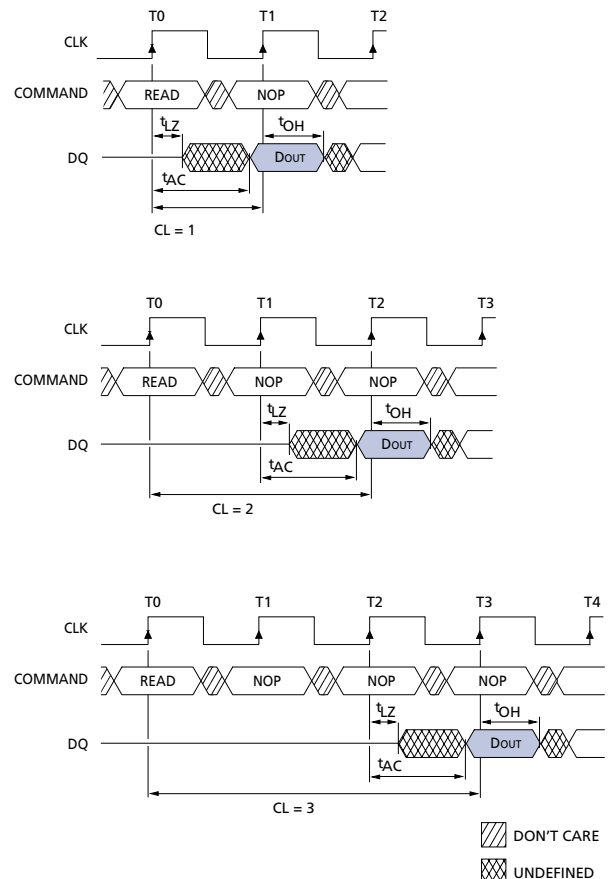 T0 T1 T2
CLK
COMMAND READ NOP
tLZ tOH
DQ DOUT
tAC
CL = 1
T0 T1 T2 T3
CLK
COMMAND READ NOP NOP
tLZ tOH
DQ DOUT
tAC
CL = 2
T0 T1 T2 T3 T4
CLK
COMMAND READ NOP NOP NOP
tLZ tOH
DQ DOUT
tAC
CL = 3
DON'T CARE
UNDEFINED